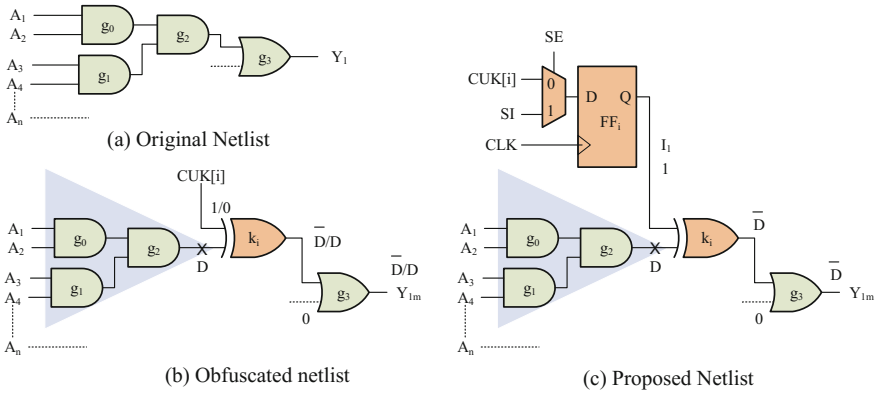 A1
A2
A3
A4
An
g0
g1
g2
g3
Y1
(a) Original Netlist
CUK[i]
1/0
A1
A2
A3
A4
An
g0
g1
g2
X
D
ki
D̅/D
D̅/D
g3
0
Y1m
(b) Obfuscated netlist
SE
CUK[i]
0
SI
1
CLK
D Q
FFi
I1
1
A1
A2
A3
A4
An
g0
g1
g2
X
D
ki
D̅
D̅
g3
0
Y1m
(c) Proposed Netlist